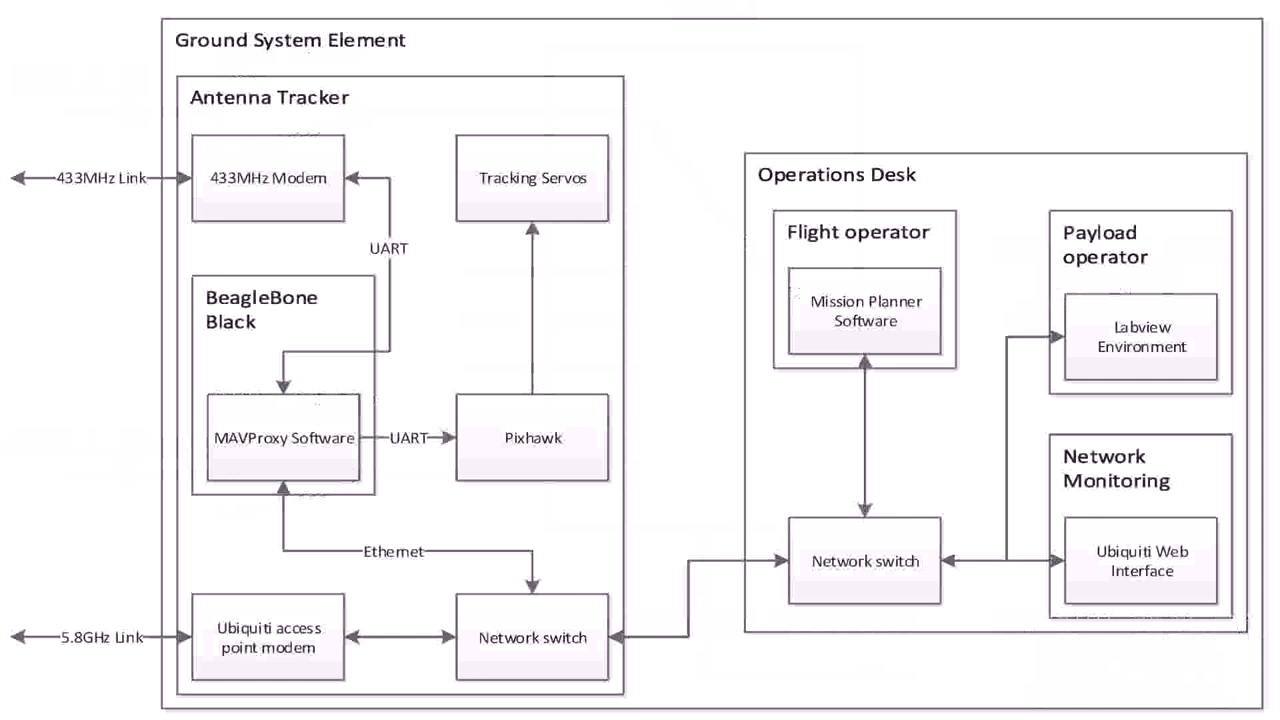 Ground System Element
Antenna Tracker
433MHz Link
433MHz Modem
Tracking Servos
UART
BeagleBone
Black
MAVProxy Software
UART
Pixhawk
Ethernet
5.8GHz Link
Ubiquiti access
point modem
Network switch
Operations Desk
Flight operator
Mission Planner
Software
Payload
operator
Labview
Environment
Network
Monitoring
Network switch
Ubiquiti Web
Interface